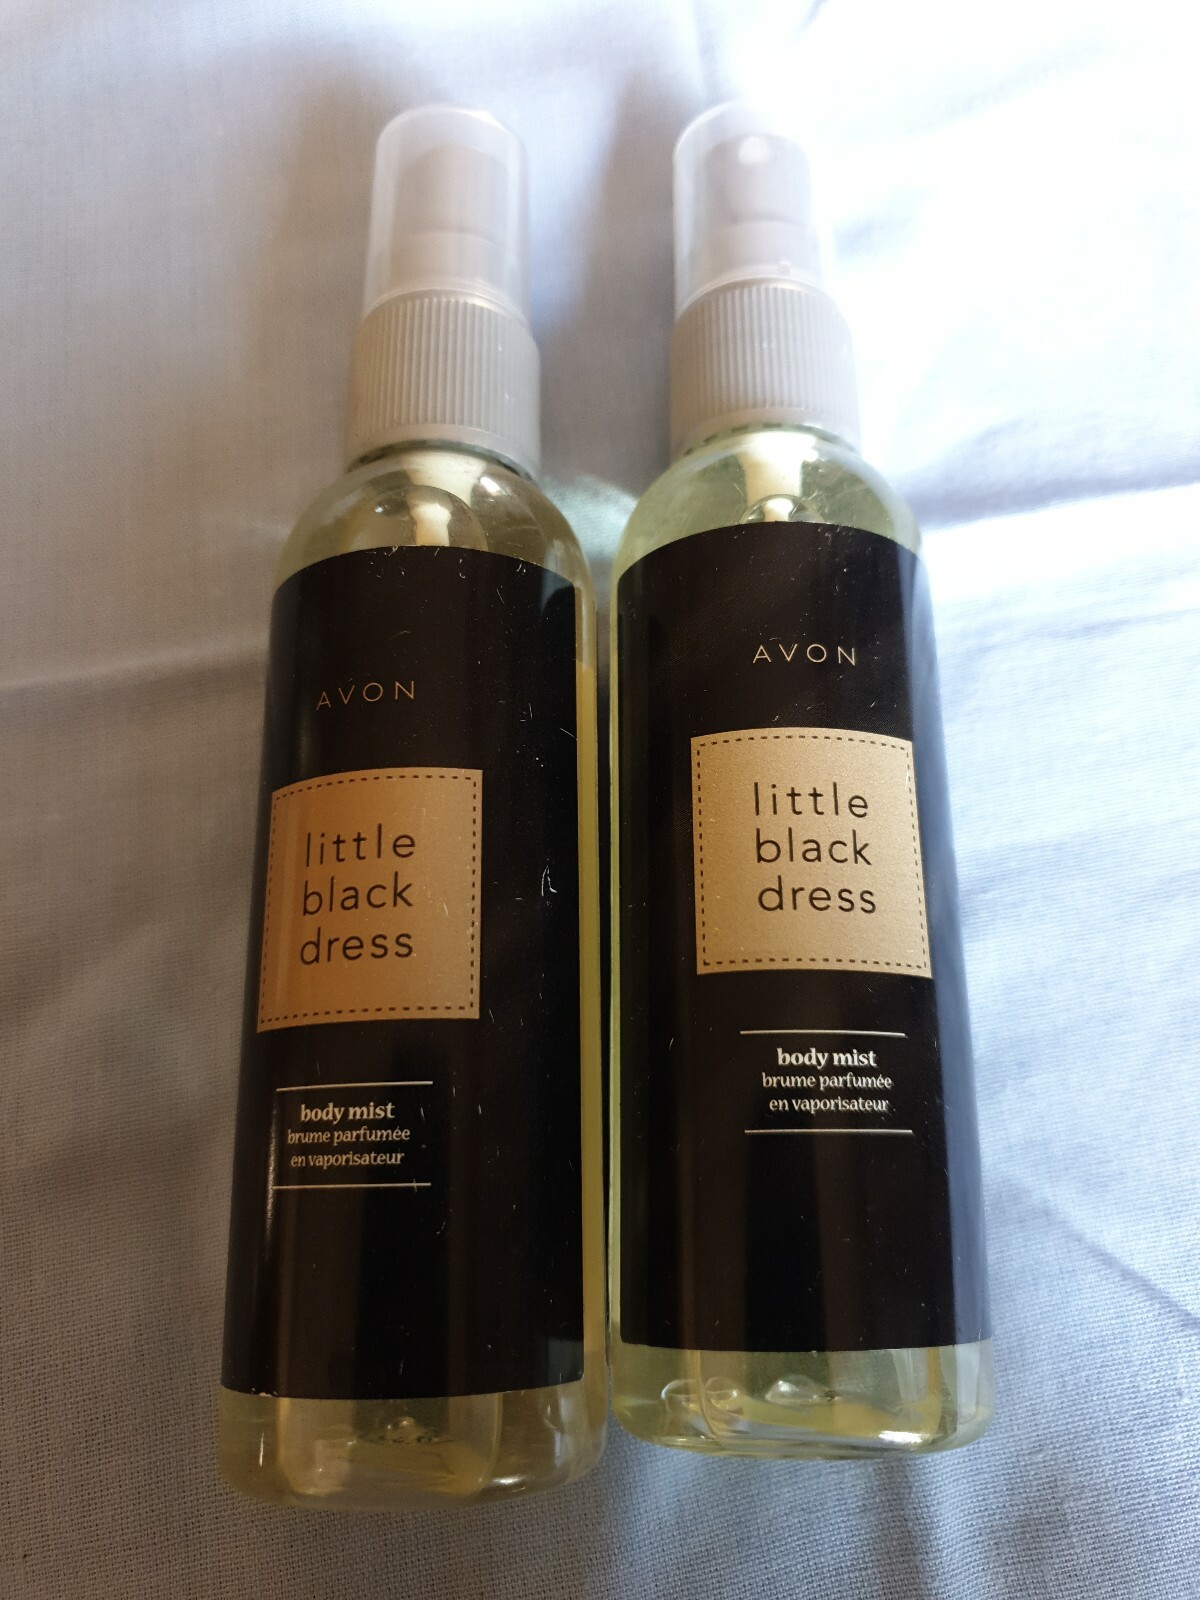 AVON
little
black
dress
body mist
brume parfumée
en vaporisateur
AVON
little
black
dress
body mist
brume parfumée
en vaporisateur